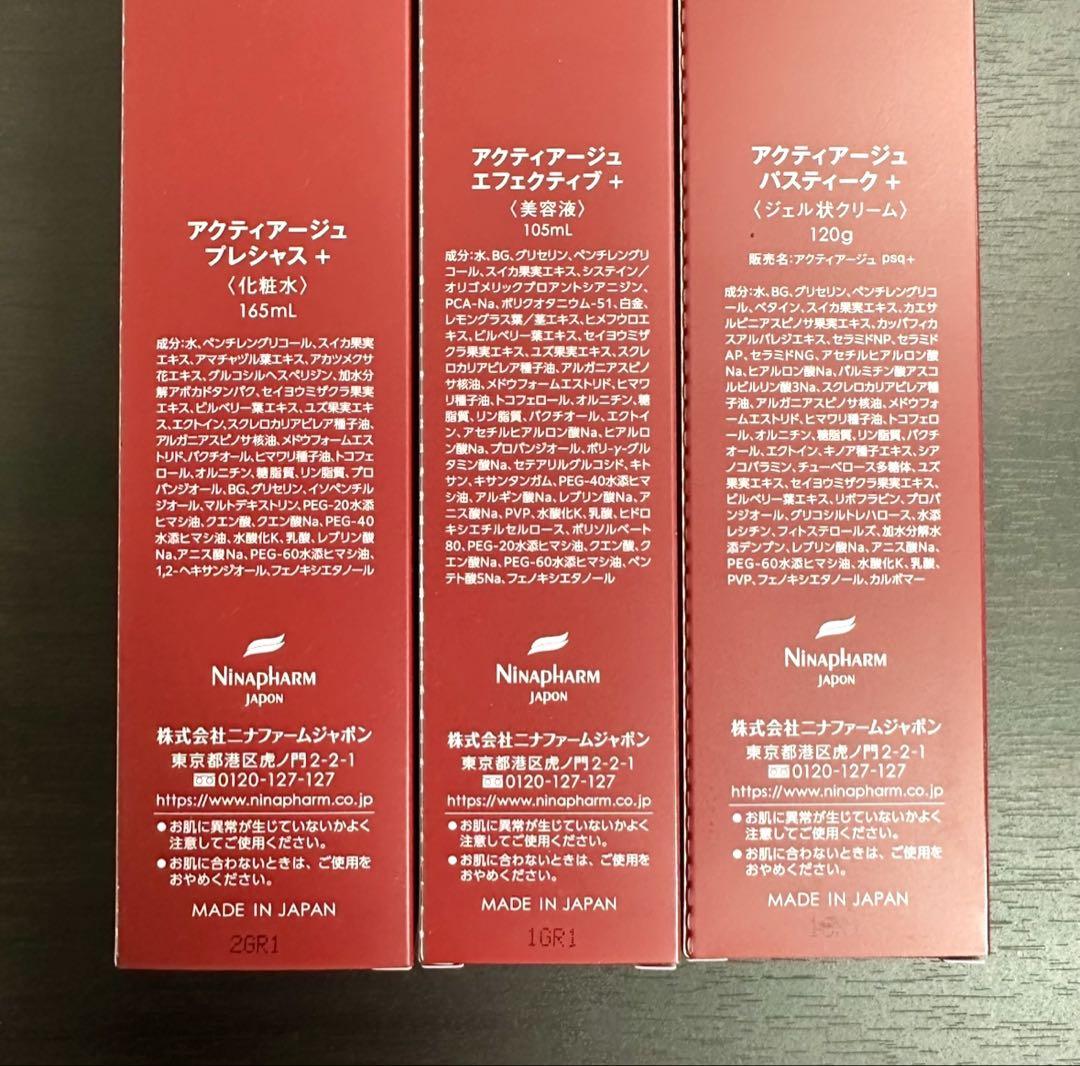 アクティアージュ
プレシャス +
〈化粧水〉
165mL
成分:水、ペンチレングリコール、スイカ果実
エキス、アマチャヅル葉エキス、アカツメクサ
花エキス、グルコシルヘスペリジン、加水分
解アボカドタンパク、セイヨウミザクラ果実
エキス、ビルベリー葉エキス、ユズ果実エキ
ス、エクトイン、スクレロカリアビレア種子油、
アルガニアスピノサ核油、メドウフォームエス
トリド、バクチオール、ヒマワリ種子油、トコフェ
ロール、オルニチン、糖脂質、リン脂質、プロ
パンジオール、BG、グリセリン、イソペンチル
ジオール、マルトデキストリン、PEG-20水添
ヒマシ油、クエン酸、クエン酸Na、PEG-40
水添ヒマシ油、水酸化K、乳酸、レブリン酸
Na、アニス酸Na、PEG-60水添ヒマシ油、
1,2-ヘキサンジオール、フェノキシエタノール
NINAPHARM
JAPON
株式会社ニナファームジャポン
東京都港区虎ノ門2-2-1
0120-127-127
https://www.ninapharm.co.jp
●お肌に異常が生じていないかよく
注意してご使用ください。
●お肌に合わないときは、ご使用を
おやめください。
MADE IN JAPAN
2GR1
アクティアージュ
エフェクティブ +
〈美容液〉
105mL
成分:水、BG、グリセリン、ペンチレングリ
コール、スイカ果実エキス、システイン/
オリゴメリックプロアントシアニジン、
PCA-Na、ポリクオタニウム-51、白金、
レモングラス葉/茎エキス、ヒメフウロエ
キス、ビルベリー葉エキス、セイヨウミザ
クラ果実エキス、ユズ果実エキス、スクレ
ロカリアビレア種子油、アルガニアスピノ
サ核油、メドウフォームエストリド、ヒマワ
リ種子油、トコフェロール、オルニチン、糖
脂質、リン脂質、バクチオール、エクトイ
ン、アセチルヒアルロン酸Na、ヒアルロ
ン酸Na、プロパンジオール、ポリ-γ-グル
タミン酸Na、セテアリルグルコシド、キト
サン、キサンタンガム、PEG-40水添ヒマ
シ油、アルギン酸Na、レブリン酸Na、ア
ニス酸Na、PVP、水酸化K、乳酸、ヒドロ
キシエチルセルロース、ポリソルベート
80、PEG-20水添ヒマシ油、クエン酸、ク
エン酸Na、PEG-60水添ヒマシ油、ペン
テト酸5Na、フェノキシエタノール
NINAPHARM
JAPON
株式会社ニナファームジャポン
東京都港区虎ノ門2-2-1
0120-127-127
https://www.ninapharm.co.jp
●お肌に異常が生じていないかよく
注意してご使用ください。
●お肌に合わないときは、ご使用を
おやめください。
MADE IN JAPAN
1GR1
アクティアージュ
パスティーク +
〈ジェル状クリーム〉
120g
販売名:アクティアージュ psq+
成分:水、BG、グリセリン、ペンチレングリコ
ール、ベタイン、スイカ果実エキス、カエサ
ルピニアスピノサ果実エキス、カッパフィカ
スアルバレジエキス、セラミドNP、セラミド
AP、セラミドNG、アセチルヒアルロン酸
Na、ヒアルロン酸Na、パルミチン酸アスコ
ルビルリン酸3Na、スクレロカリアビレア種
子油、アルガニアスピノサ核油、メドウフォ
ームエストリド、ヒマワリ種子油、トコフェロ
ール、オルニチン、糖脂質、リン脂質、バクチ
オール、エクトイン、キノア種子エキス、シア
ノコバラミン、チューベロース多糖体、ユズ
果実エキス、セイヨウミザクラ果実エキス、
ビルベリー葉エキス、リボフラビン、プロパ
ンジオール、グリコシルトレハロース、水添
レシチン、フィトステロールズ、加水分解水
添デンプン、レブリン酸Na、アニス酸Na、
PEG-60水添ヒマシ油、水酸化K、乳酸、
PVP、フェノキシエタノール、カルボマー
NINAPHARM
JAPON
株式会社ニナファームジャポン
東京都港区虎ノ門2-2-1
0120-127-127
https://www.ninapharm.co.jp
●お肌に異常が生じていないかよく
注意してご使用ください。
●お肌に合わないときは、ご使用を
おやめください。
MADE IN JAPAN